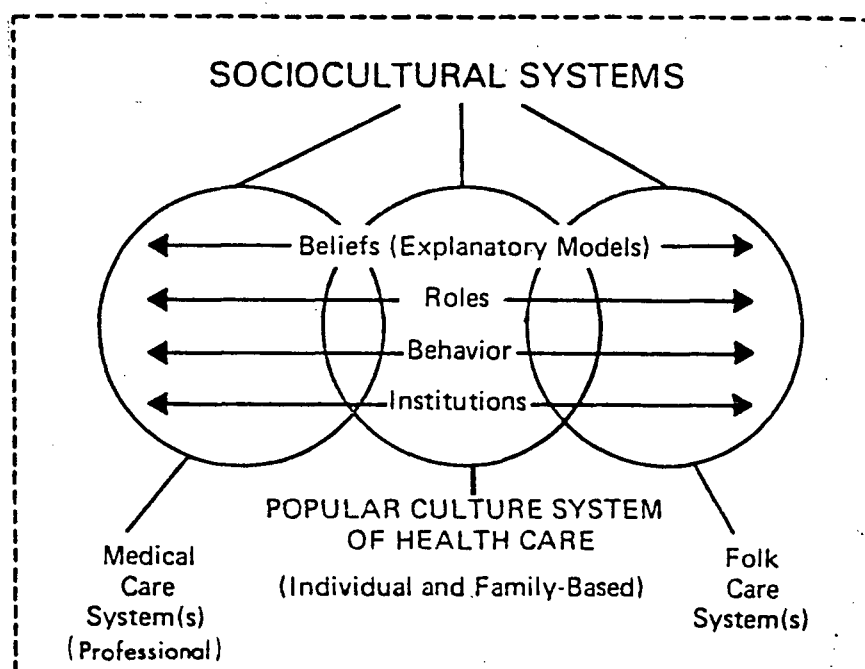 SOCIOCULTURAL SYSTEMS
Beliefs (Explanatory Models)
Roles
Behavior
Institutions
POPULAR CULTURE SYSTEM
OF HEALTH CARE
(Individual and Family-Based)
Medical
Care
System(s)
(Professional)
Folk
Care
System(s)